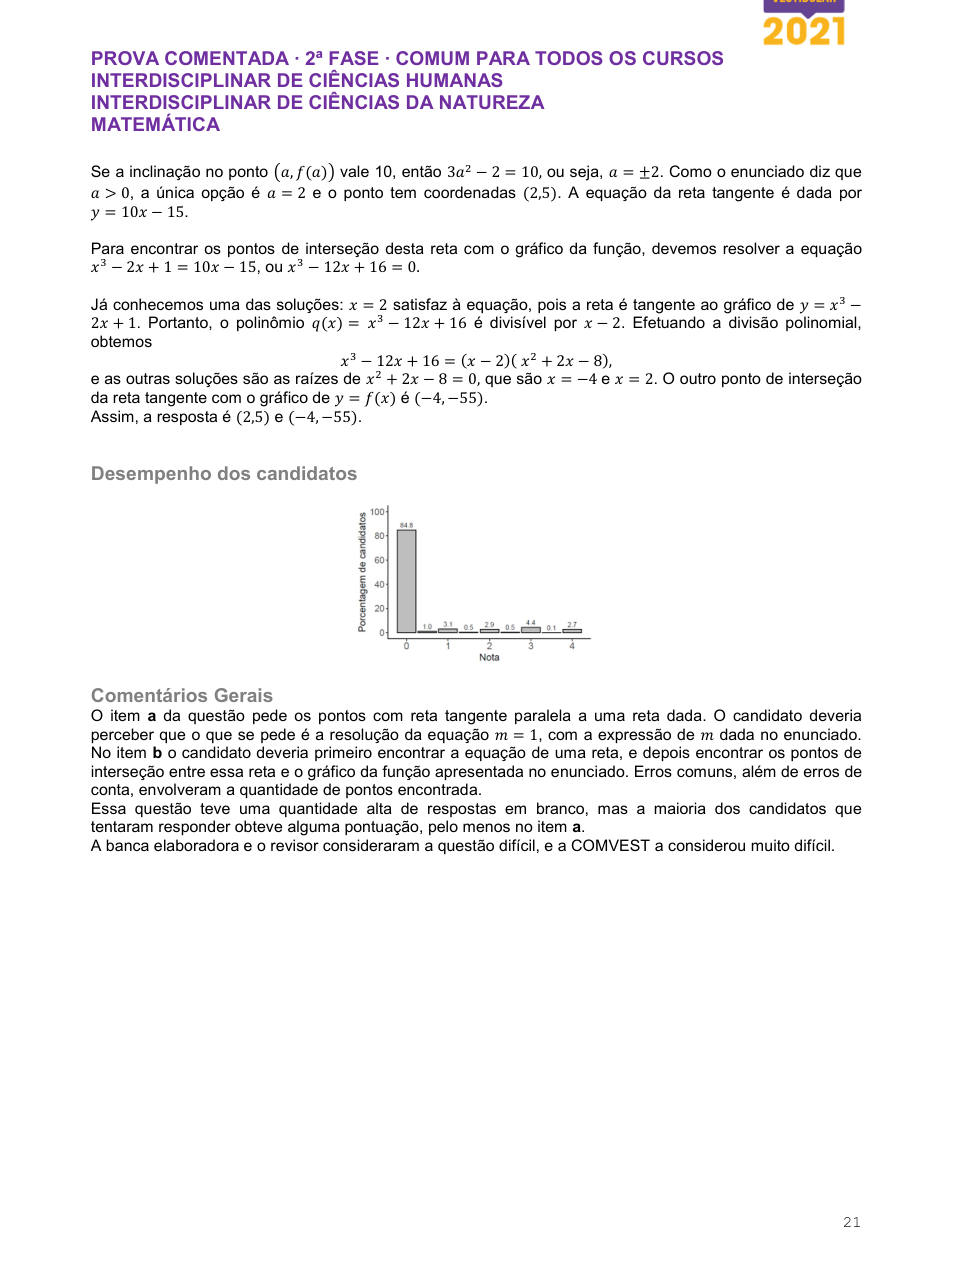 2021
PROVA COMENTADA · 2ª FASE · COMUM PARA TODOS OS CURSOS
INTERDISCIPLINAR DE CIÊNCIAS HUMANAS
INTERDISCIPLINAR DE CIÊNCIAS DA NATUREZA
MATEMÁTICA
Se a inclinação no ponto (a, f(a)) vale 10, então 3a² − 2 = 10, ou seja, a = ±2. Como o enunciado diz que
a > 0, a única opção é a = 2 e o ponto tem coordenadas (2,5). A equação da reta tangente é dada por
y = 10x − 15.
Para encontrar os pontos de interseção desta reta com o gráfico da função, devemos resolver a equação
x³ − 2x + 1 = 10x − 15, ou x³ − 12x + 16 = 0.
Já conhecemos uma das soluções: x = 2 satisfaz à equação, pois a reta é tangente ao gráfico de y = x³ −
2x + 1. Portanto, o polinômio q(x) = x³ − 12x + 16 é divisível por x − 2. Efetuando a divisão polinomial,
obtemos
x³ − 12x + 16 = (x − 2)( x² + 2x − 8),
e as outras soluções são as raízes de x² + 2x − 8 = 0, que são x = −4 e x = 2. O outro ponto de interseção
da reta tangente com o gráfico de y = f(x) é (−4, −55).
Assim, a resposta é (2,5) e (−4, −55).
Desempenho dos candidatos
Porcentagem de candidatos
100
80
60
40
20
0
84.8
1.0
3.1
0.5
2.9
0.5
4.4
0.1
2.7
0 1 2 3 4
Nota
Comentários Gerais
O item a da questão pede os pontos com reta tangente paralela a uma reta dada. O candidato deveria
perceber que o que se pede é a resolução da equação m = 1, com a expressão de m dada no enunciado.
No item b o candidato deveria primeiro encontrar a equação de uma reta, e depois encontrar os pontos de
interseção entre essa reta e o gráfico da função apresentada no enunciado. Erros comuns, além de erros de
conta, envolveram a quantidade de pontos encontrada.
Essa questão teve uma quantidade alta de respostas em branco, mas a maioria dos candidatos que
tentaram responder obteve alguma pontuação, pelo menos no item a.
A banca elaboradora e o revisor consideraram a questão difícil, e a COMVEST a considerou muito difícil.
21